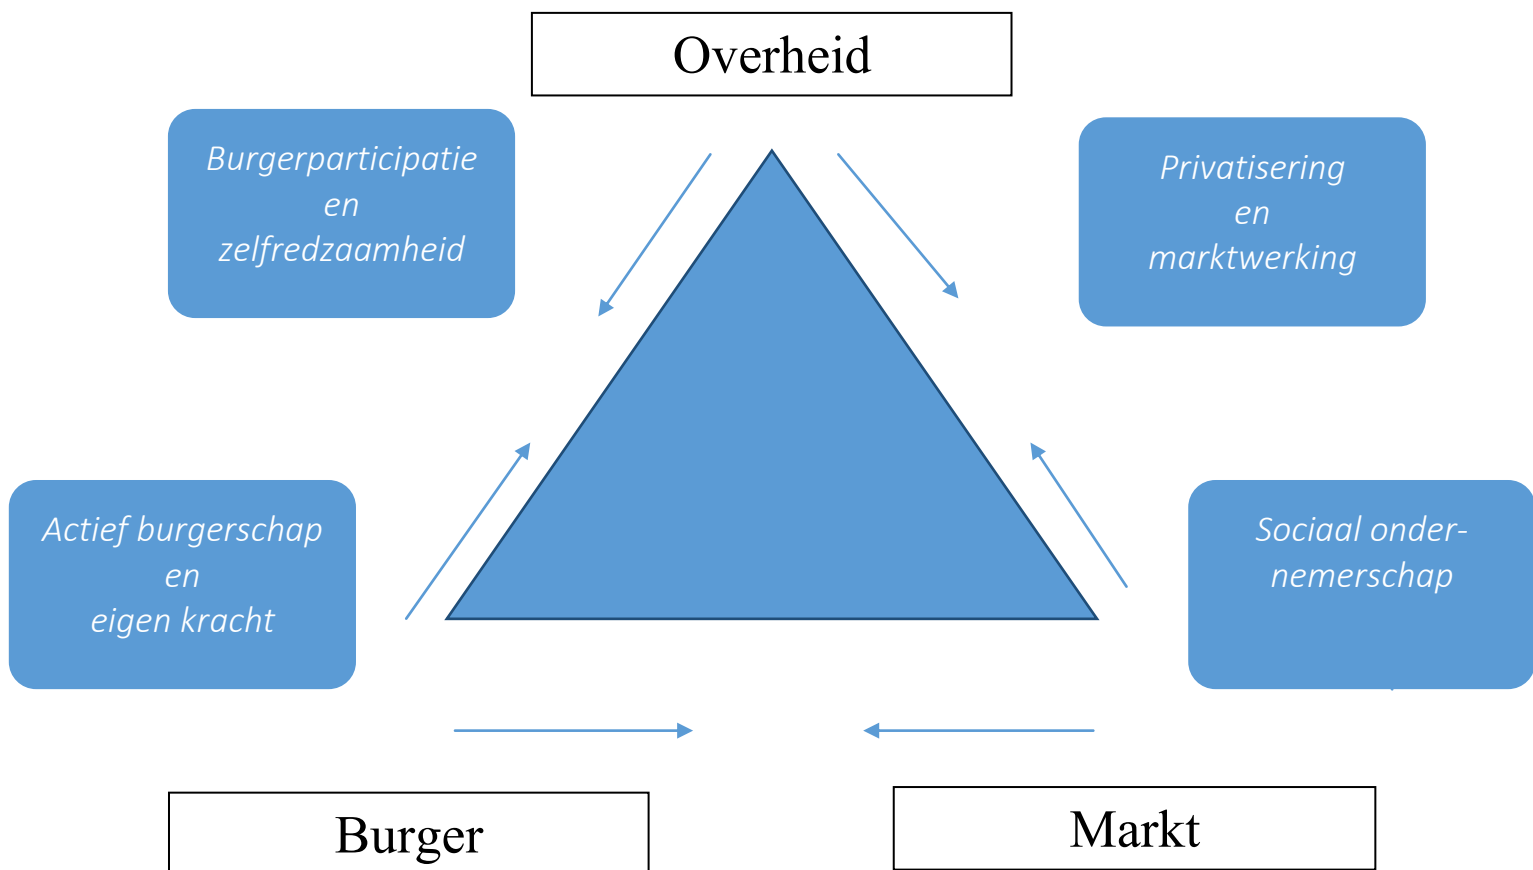 Overheid
Burgerparticipatie
en
zelfredzaamheid
Privatisering
en
marktwerking
Actief burgerschap
en
eigen kracht
Sociaal onder-
nemerschap
Burger
Markt